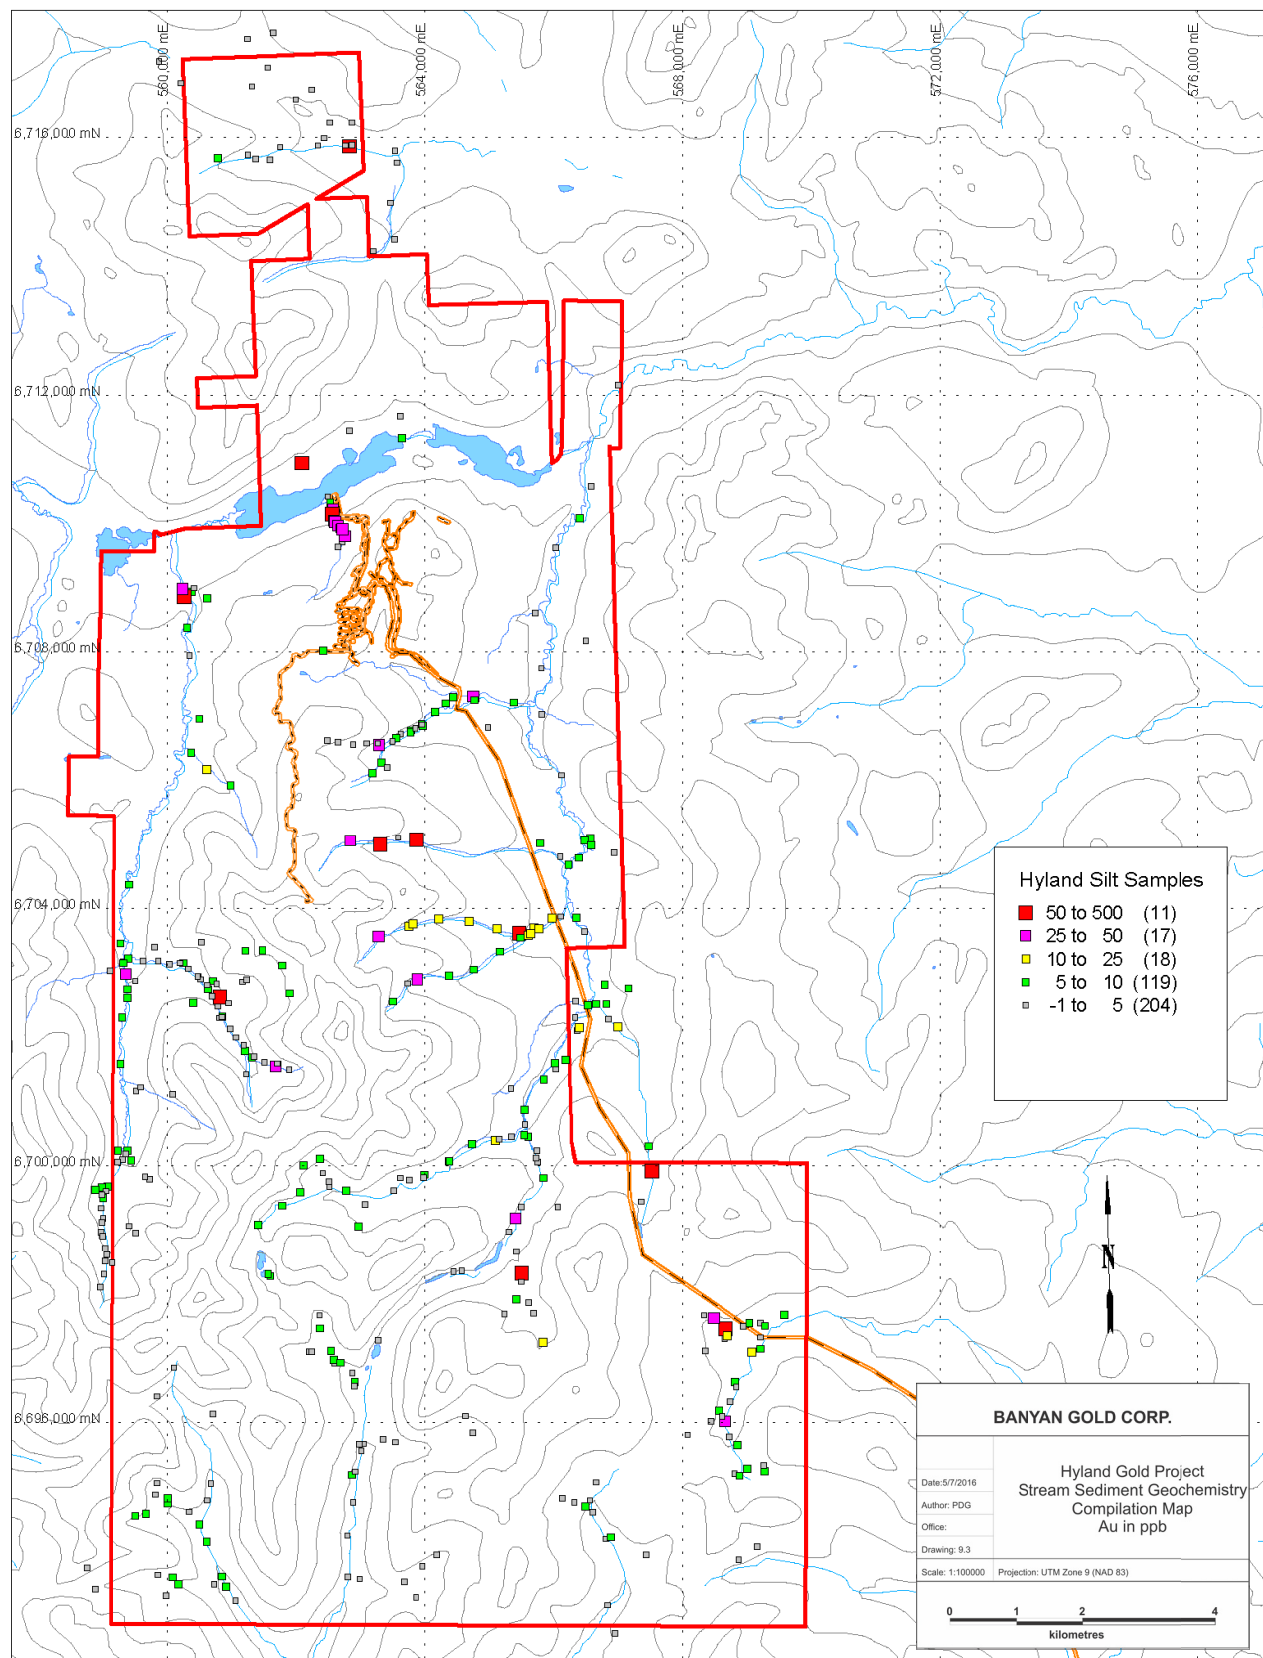 560,000 mE
564,000 mE
568,000 mE
572,000 mE
576,000 mE
6,716,000 mN
6,712,000 mN
6,708,000 mN
6,704,000 mN
6,700,000 mN
6,696,000 mN
Hyland Silt Samples
50 to 500 (11)
25 to 50 (17)
10 to 25 (18)
5 to 10 (119)
-1 to 5 (204)
N
BANYAN GOLD CORP.
Date:5/7/2016
Author: PDG
Office:
Drawing: 9.3
Hyland Gold Project
Stream Sediment Geochemistry
Compilation Map
Au in ppb
Scale: 1:100000 Projection: UTM Zone 9 (NAD 83)
0 1 2 4
kilometres